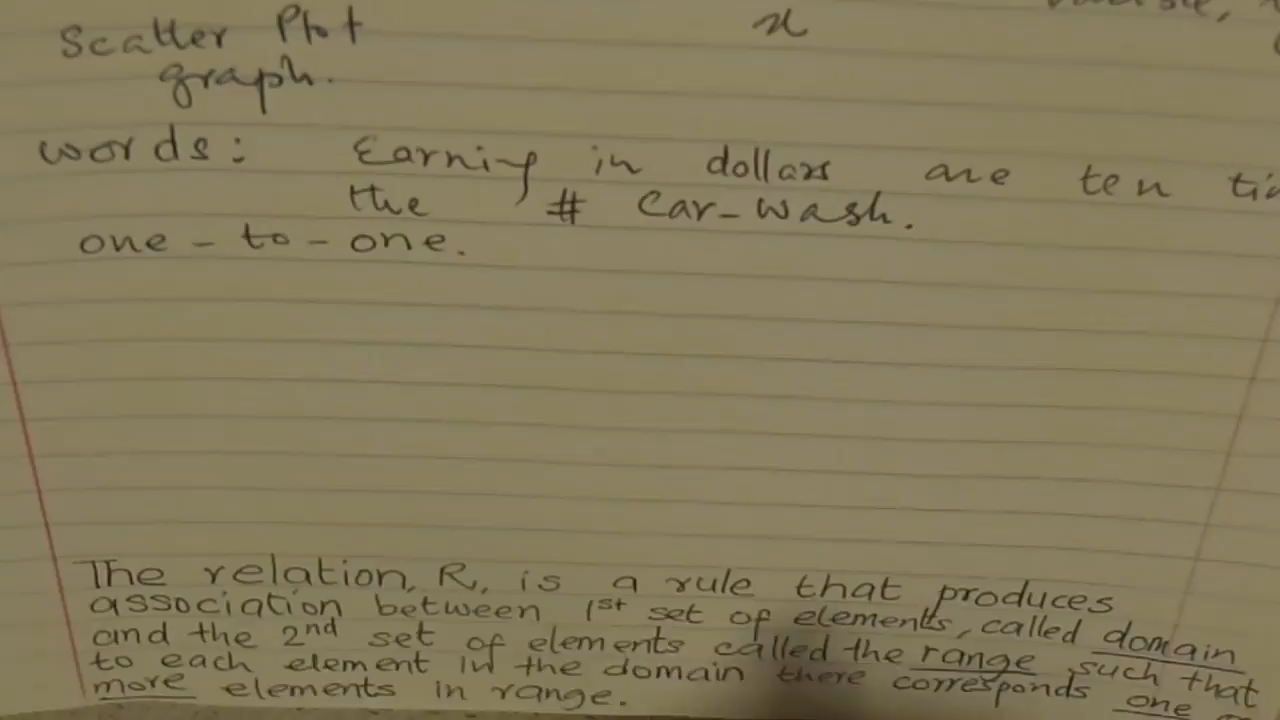 Scatter Plot x
graph.
words: Earning in dollars are ten
the # Car-wash.
one-to-one.
The relation, R, is a rule that produces
association between 1st set of elements, called domain
and the 2nd set of elements called the range such that
to each element in the domain there corresponds one
more elements in range.